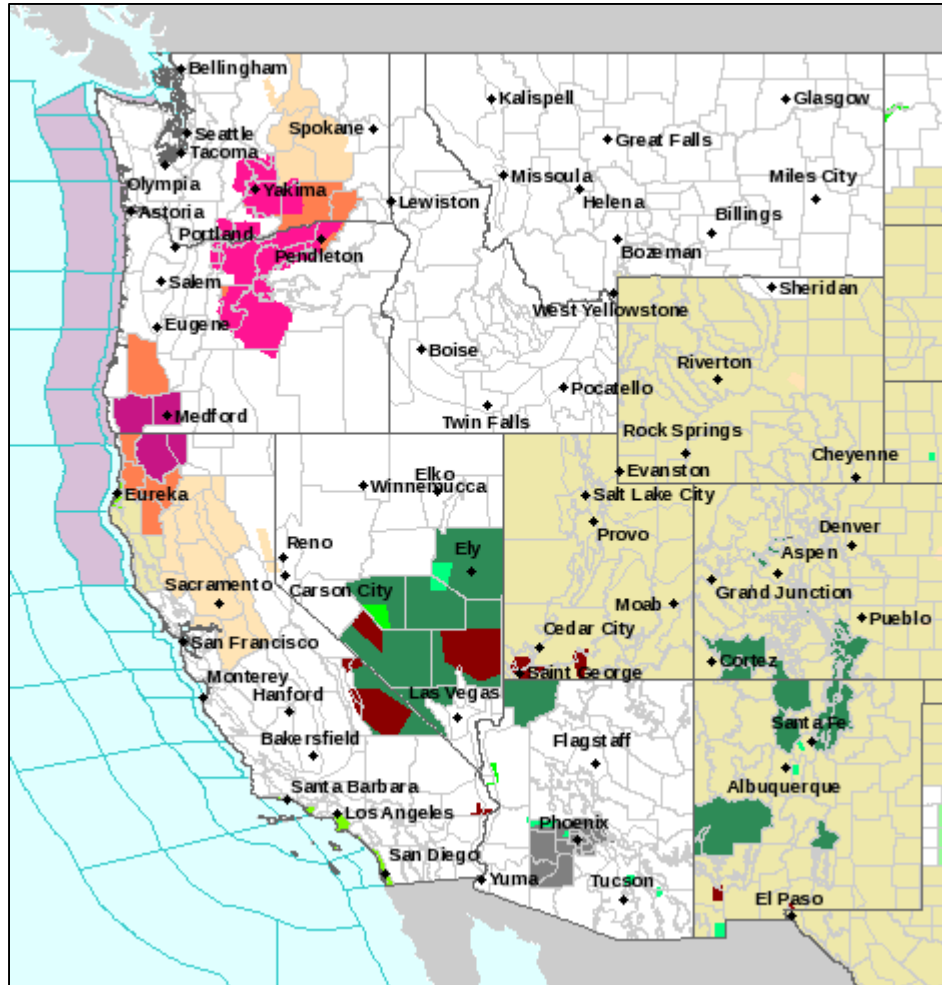 Bellingham
Kalispell
Glasgow
Seattle
Spokane
Tacoma
Great Falls
Olympia
Missoula
Yakima
Helena
Miles City
Lewiston
Astoria
Billings
Portland
Bozeman
Pendleton
Salem
Sheridan
West Yellowstone
Eugene
Boise
Riverton
Pocatello
Medford
Twin Falls
Rock Springs
Cheyenne
Elko
Evanston
Winnemucca
Eureka
Salt Lake City
Provo
Denver
Reno
Ely
Aspen
Sacramento
Carson City
Grand Junction
Moab
Pueblo
Cedar City
San Francisco
Cortez
Saint George
Monterey
Hanford
Las Vegas
Santa Fe
Bakersfield
Flagstaff
Albuquerque
Santa Barbara
Los Angeles
Phoenix
San Diego
Yuma
Tucson
El Paso